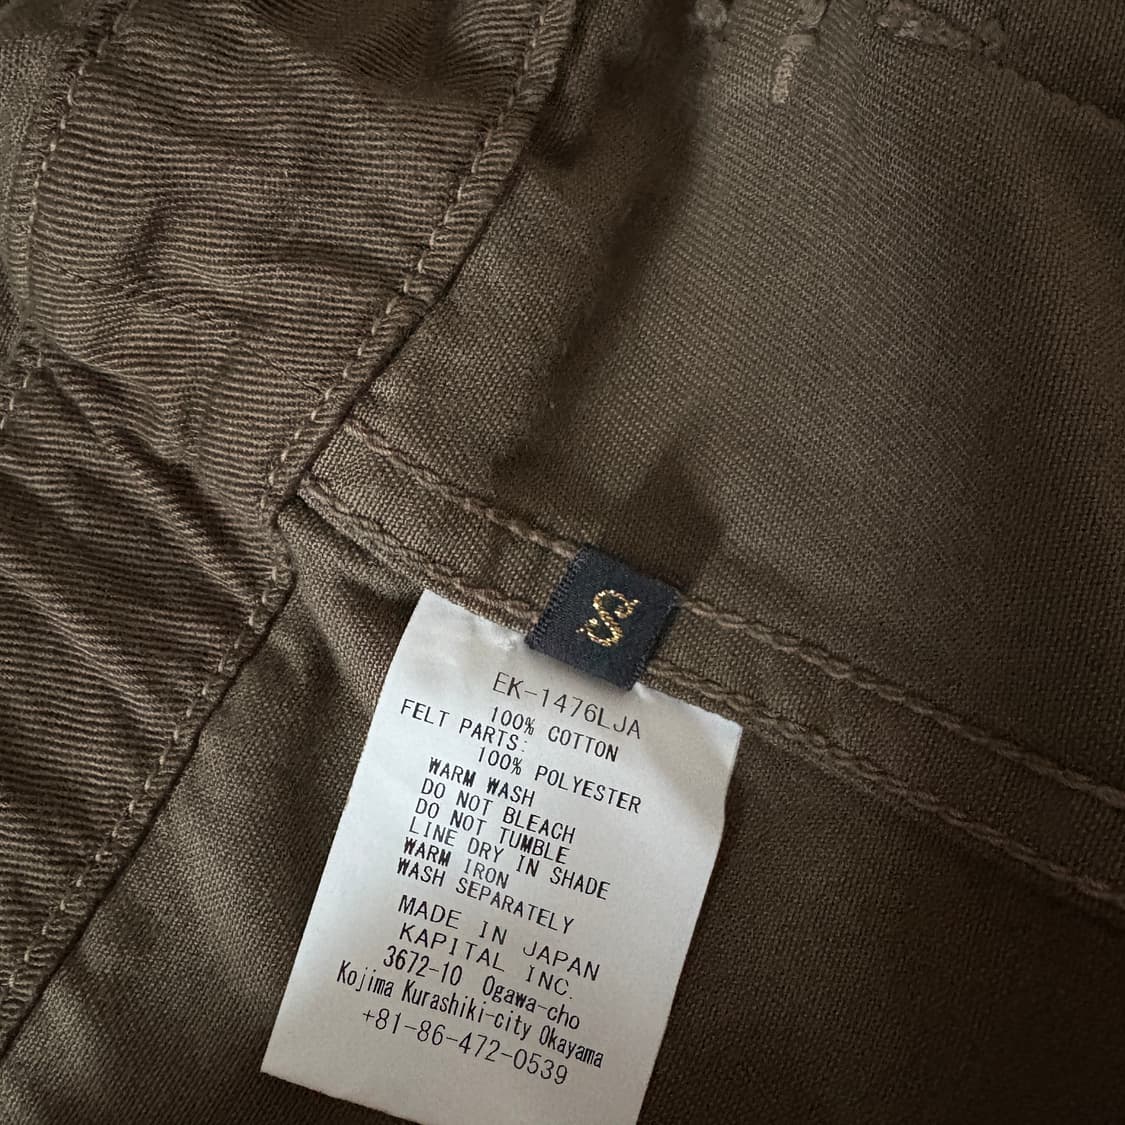 S
EK-1476LJA
100% COTTON
FELT PARTS:
100% POLYESTER
WARM WASH
DO NOT BLEACH
DO NOT TUMBLE
LINE DRY IN SHADE
WARM IRON
WASH SEPARATELY
MADE IN JAPAN
KAPITAL INC.
3672-10 Ogawa-cho
Kojima Kurashiki-city Okayama
+81-86-472-0539